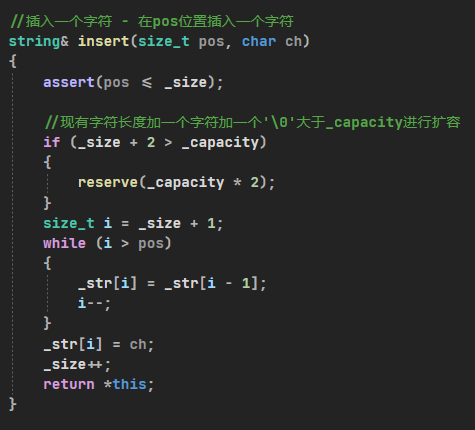 //插入一个字符 - 在pos位置插入一个字符
string& insert(size_t pos, char ch)
{
    assert(pos <= _size);

    //现有字符长度加一个字符加一个'\0'大于_capacity进行扩容
    if (_size + 2 > _capacity)
    {
        reserve(_capacity * 2);
    }
    size_t i = _size + 1;
    while (i > pos)
    {
        _str[i] = _str[i - 1];
        i--;
    }
    _str[i] = ch;
    _size++;
    return *this;
}